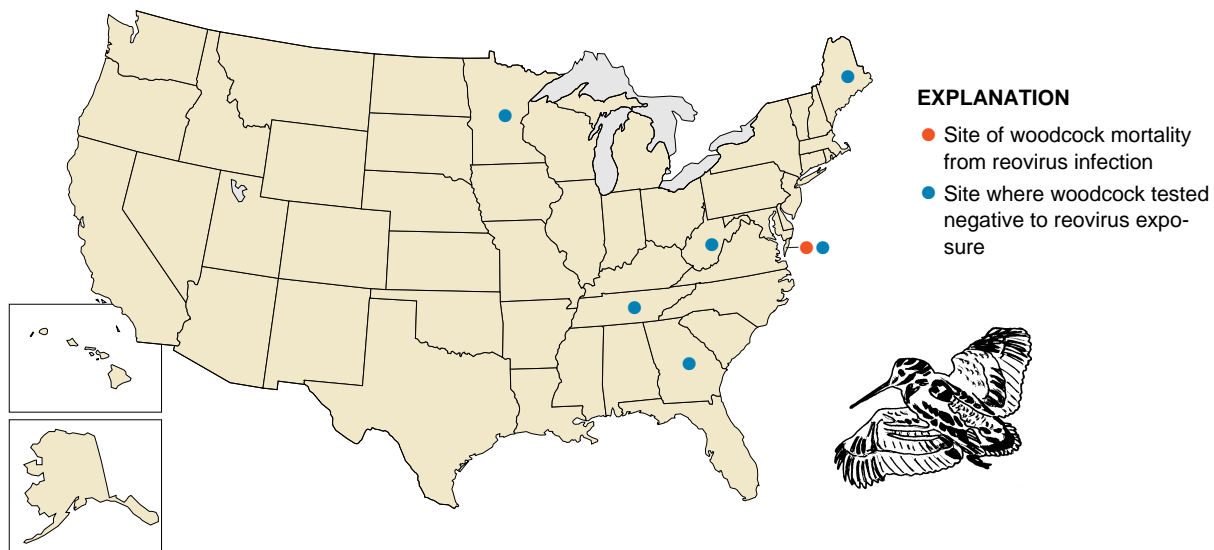 EXPLANATION
Site of woodcock mortality
from reovirus infection
Site where woodcock tested
negative to reovirus expo-
sure